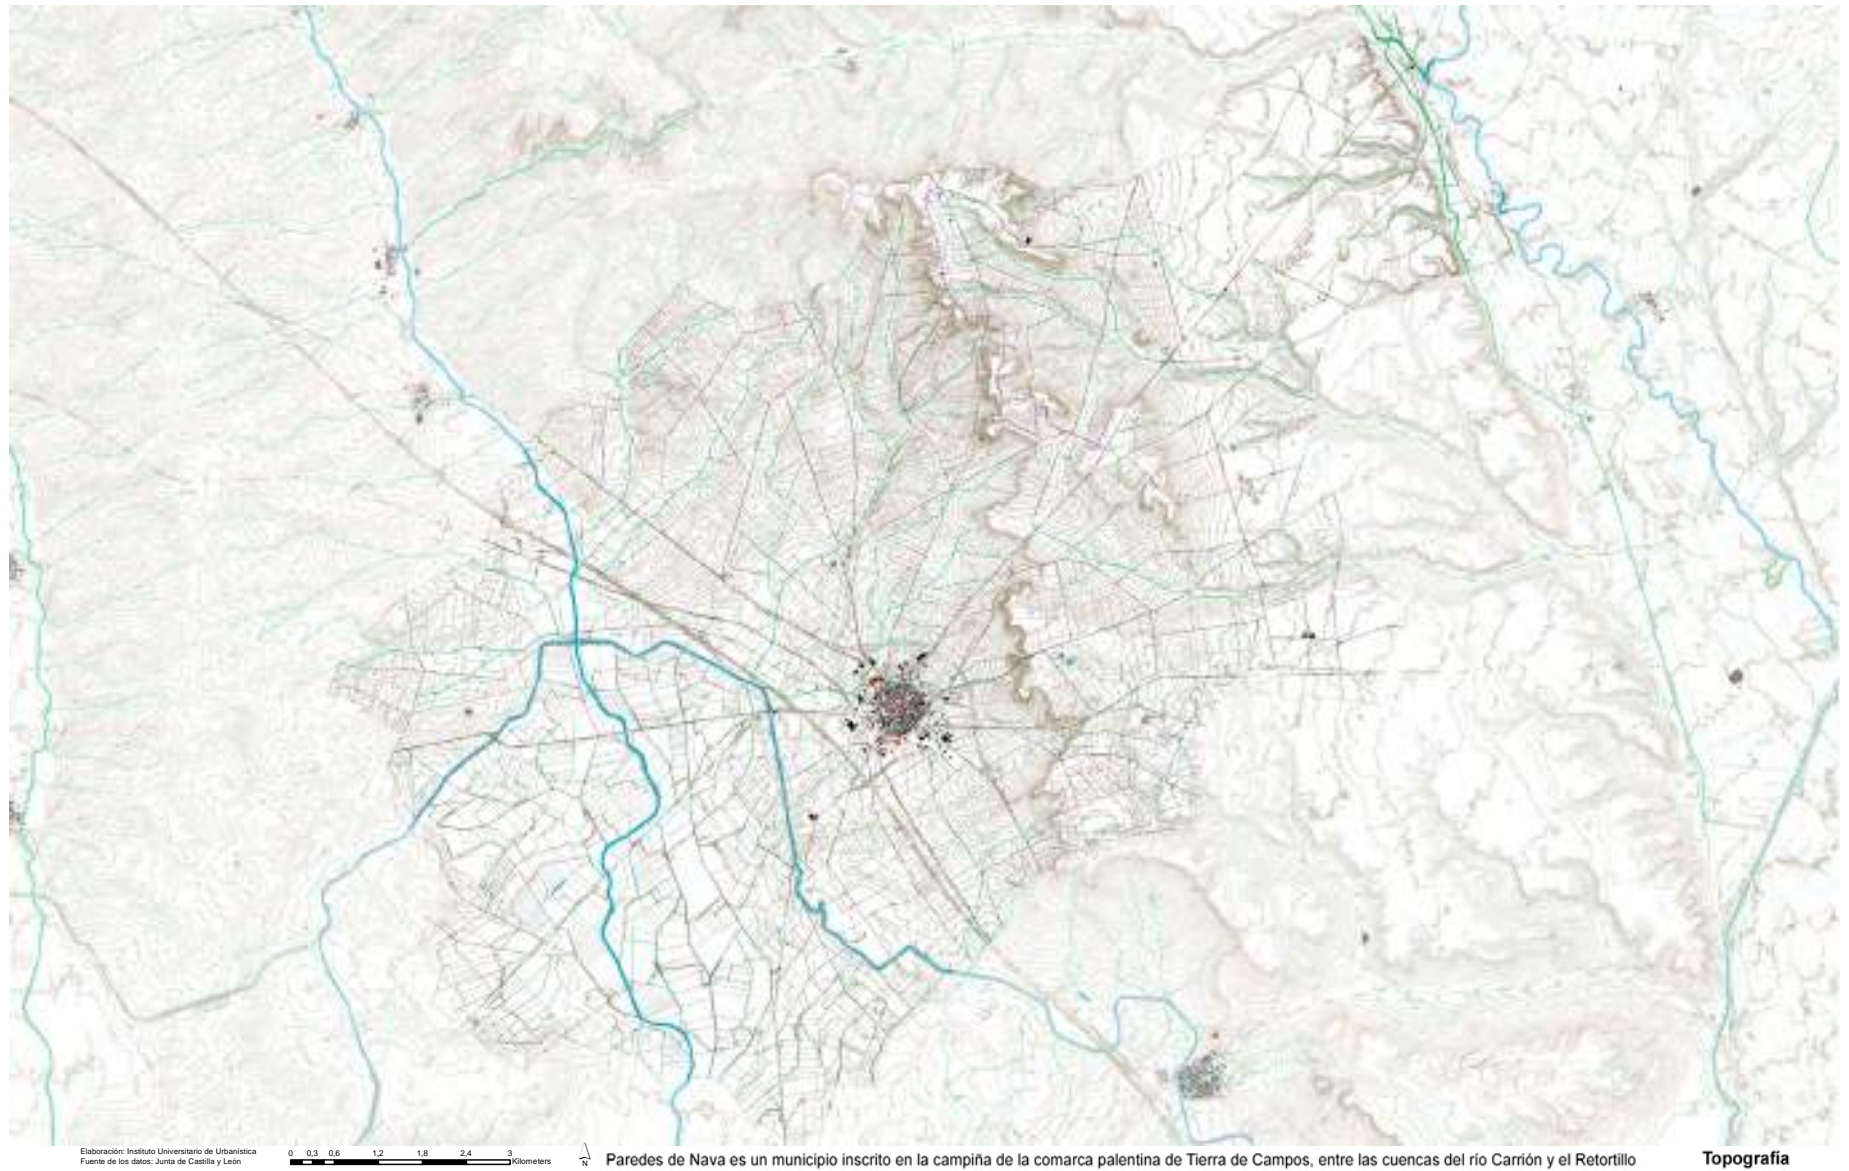 Elaboración: Instituto Universitario de Urbanística
Fuente de los datos: Junta de Castilla y León
0 0,3 0,6 1,2 1,8 2,4 3
Kilometers
N
Paredes de Nava es un municipio inscrito en la campiña de la comarca palentina de Tierra de Campos, entre las cuencas del río Carrión y el Retortillo
Topografía